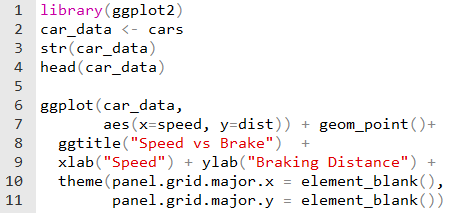 1 library(ggplot2)
2 car_data <- cars
3 str(car_data)
4 head(car_data)
5
6 ggplot(car_data,
7        aes(x=speed, y=dist)) + geom_point()+
8   ggtitle("Speed vs Brake")  +
9   xlab("Speed") + ylab("Braking Distance") +
10   theme(panel.grid.major.x = element_blank(),
11         panel.grid.major.y = element_blank())